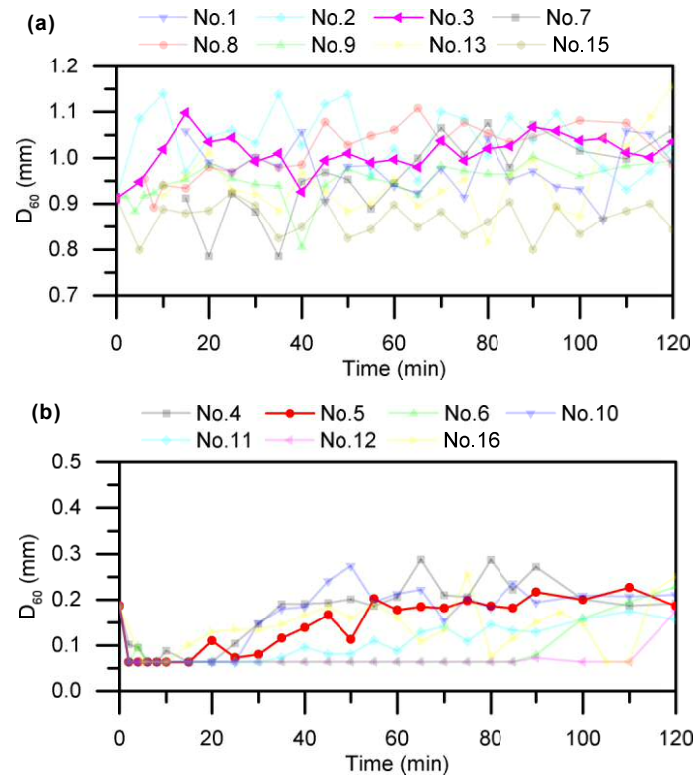 (a)
No.1 No.2 No.3 No.7
No.8 No.9 No.13 No.15
1.2
1.1
1.0
0.9
0.8
0.7
D60 (mm)
0 20 40 60 80 100 120
Time (min)
(b)
No.4 No.5 No.6 No.10
No.11 No.12 No.16
0.5
0.4
0.3
0.2
0.1
0.0
D60 (mm)
0 20 40 60 80 100 120
Time (min)